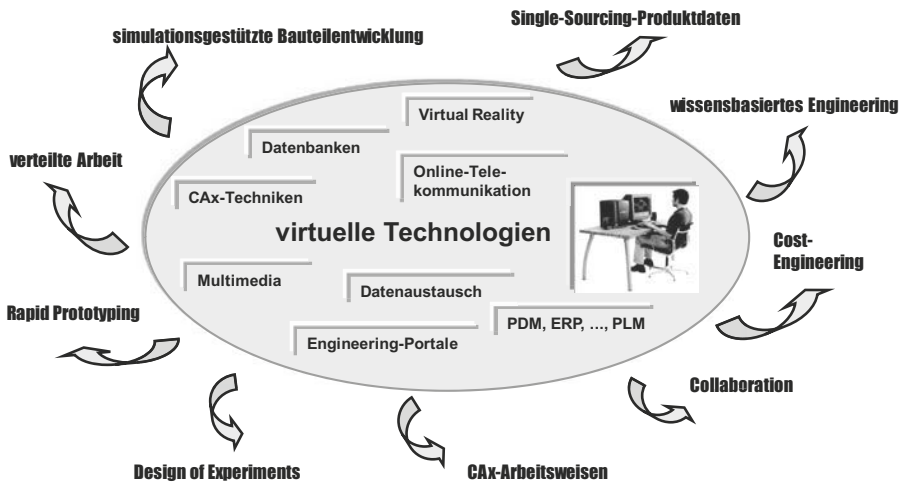 Single-Sourcing-Produktdaten
simulationsgestützte Bauteilentwicklung
wissensbasiertes Engineering
Virtual Reality
Datenbanken
verteilte Arbeit
Online-Tele-
kommunikation
CAx-Techniken
virtuelle Technologien
Cost-
Engineering
Multimedia
Datenaustausch
Rapid Prototyping
PDM, ERP, ..., PLM
Engineering-Portale
Collaboration
Design of Experiments
CAx-Arbeitsweisen